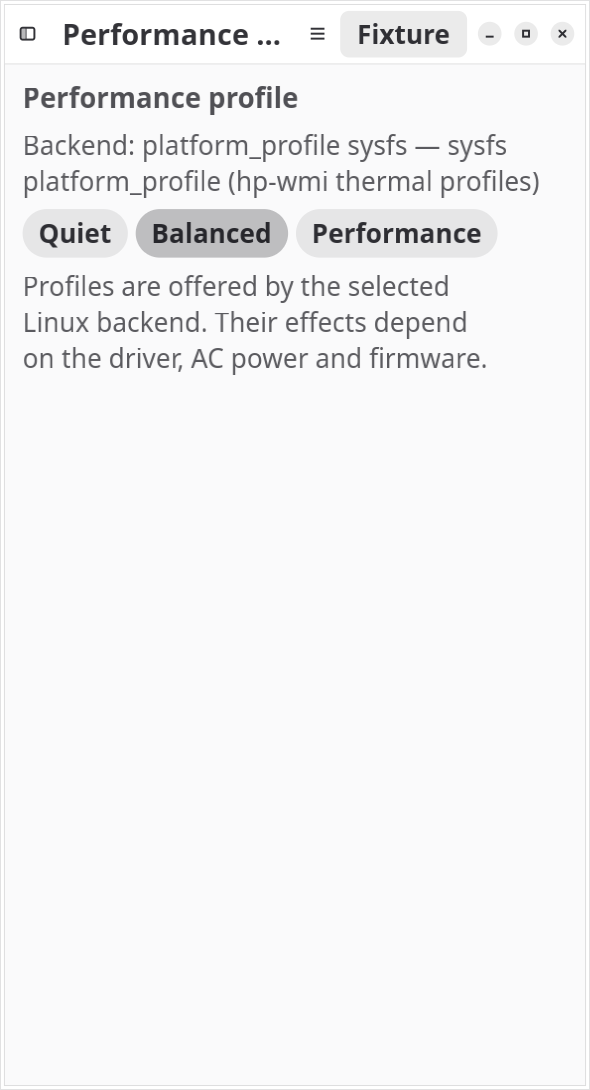 Performance ...
Fixture
Performance profile
Backend: platform_profile sysfs — sysfs
platform_profile (hp-wmi thermal profiles)
Quiet
Balanced
Performance
Profiles are offered by the selected
Linux backend. Their effects depend
on the driver, AC power and firmware.